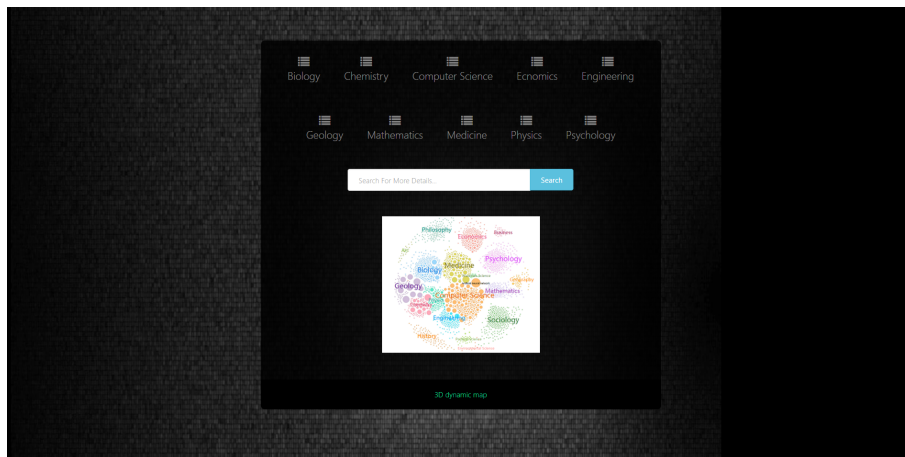 Biology Chemistry Computer Science Ecnomics Engineering
Geology Mathematics Medicine Physics Psychology
Search For More Details.. Search
Philosophy
Economics
Business
Art
Psychology
Medicine
Biology
Geology
Mathematics
Computer Science
Engineering
Sociology
History
3D dynamic map.